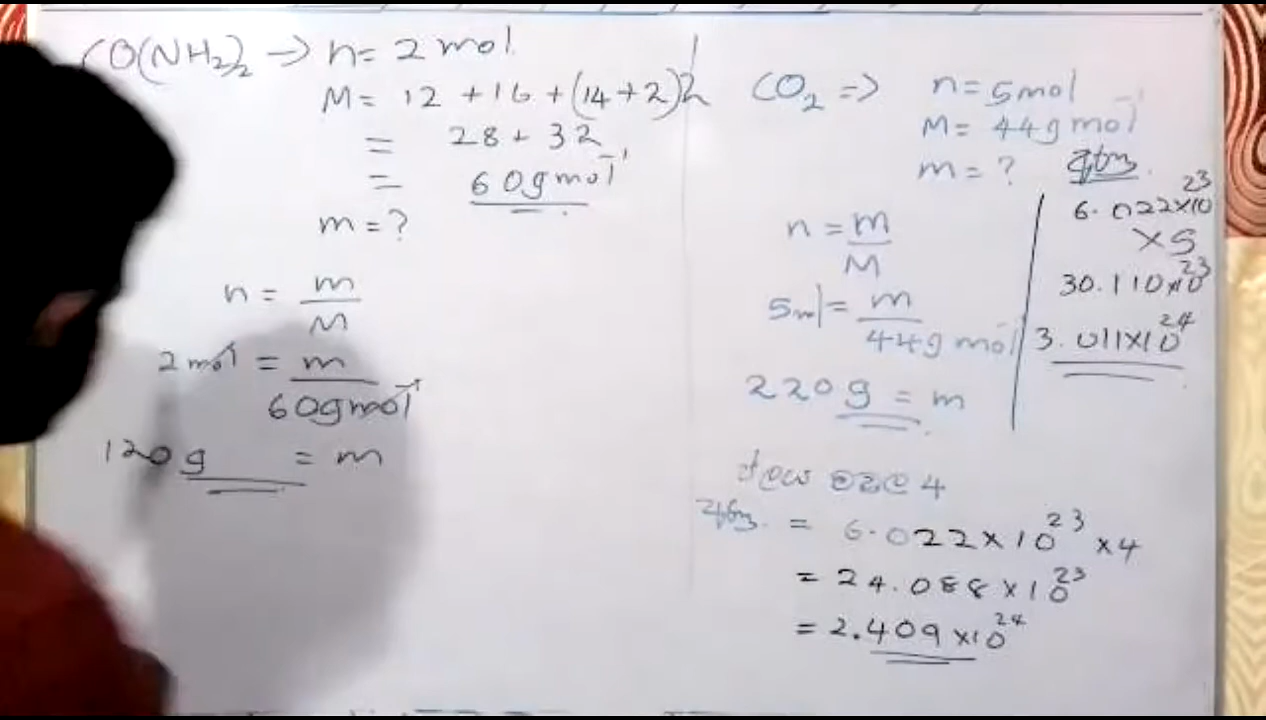 CO(NH₂)₂ → n = 2 mol
M = 12 + 16 + (14 + 2)2
= 28 + 32
= 60 g mol⁻¹
m = ?
n = m/M
2 mol = m/60 g mol⁻¹
120 g = m
CO₂ ⇒ n = 5 mol
M = 44 g mol⁻¹
m = ?
n = m/M
5 mol = m/44 g mol⁻¹
220 g = m
6.022×10²³
×5
30.110×10²³
3.011×10²⁴
4
= 6.022×10²³ ×4
= 24.088×10²³
= 2.409×10²⁴